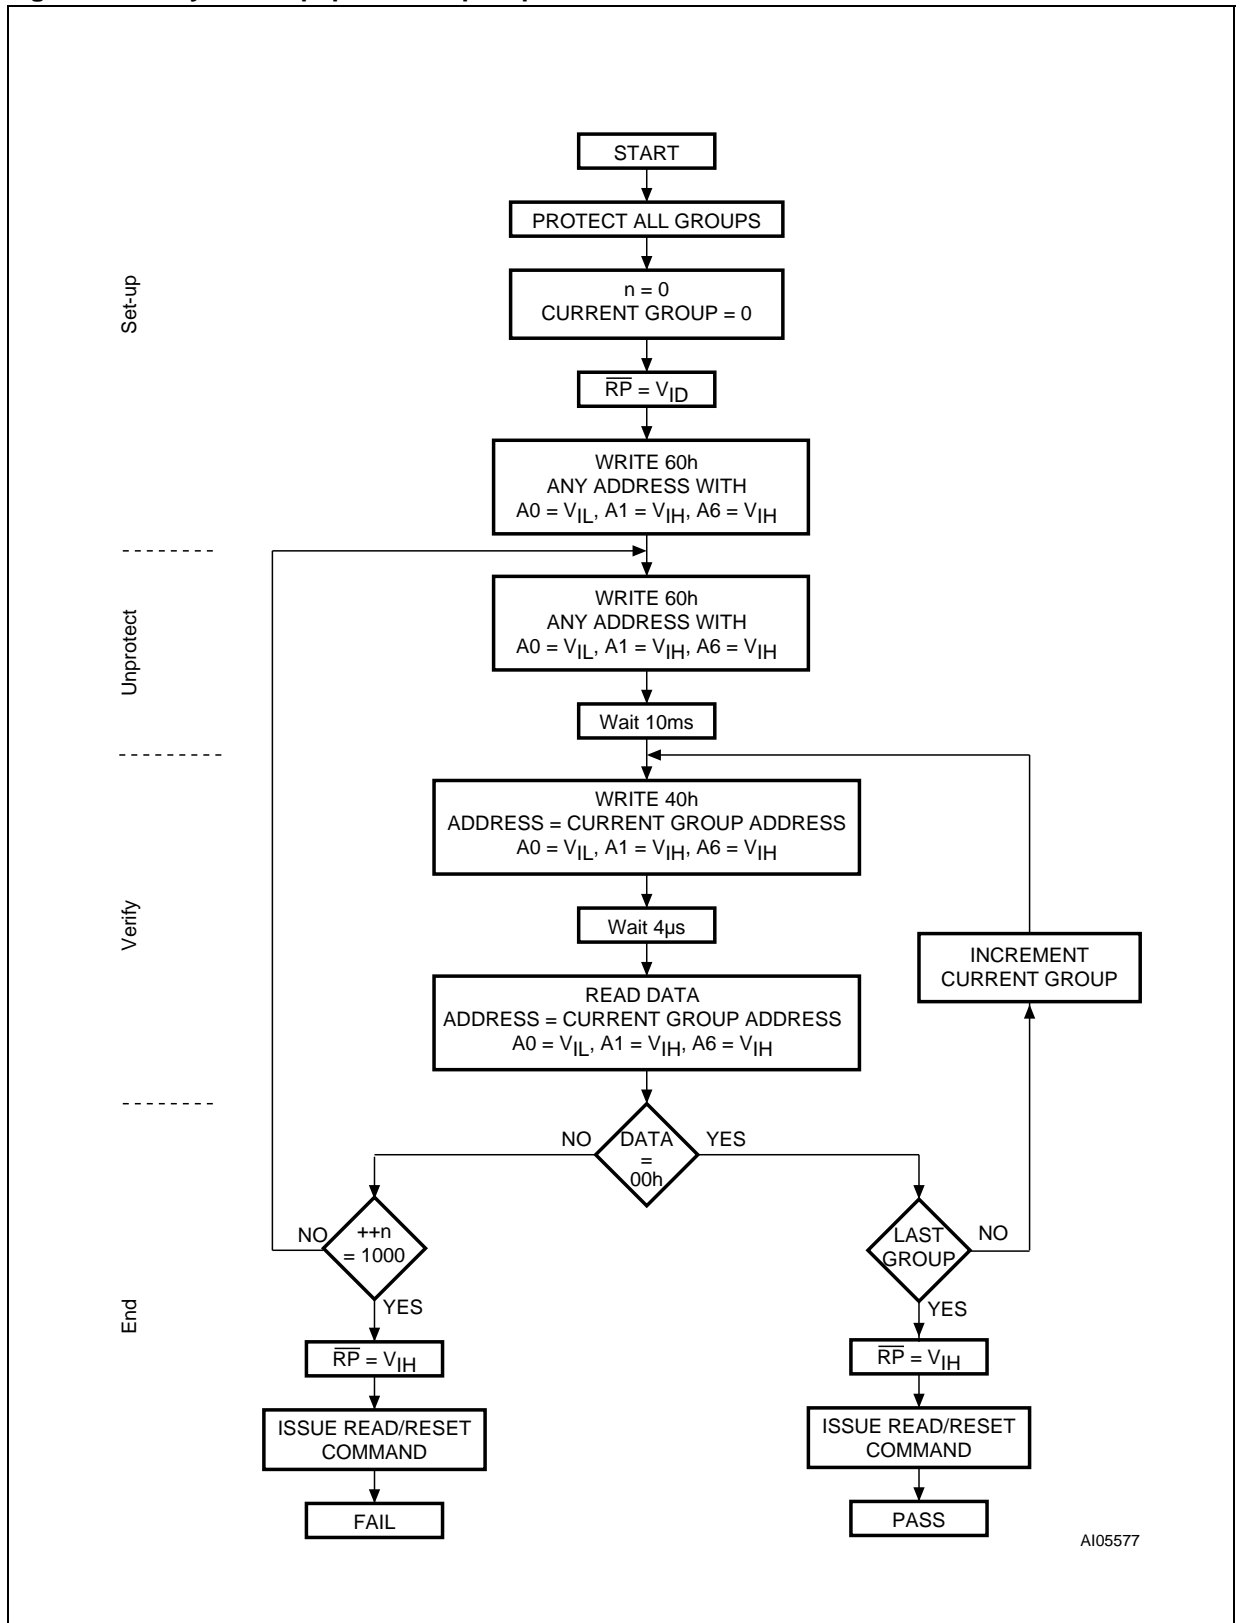 START
PROTECT ALL GROUPS
n = 0
CURRENT GROUP = 0
Set-up
RP = VID
WRITE 60h
ANY ADDRESS WITH
A0 = VIL, A1 = VIH, A6 = VIH
Unprotect
WRITE 60h
ANY ADDRESS WITH
A0 = VIL, A1 = VIH, A6 = VIH
Wait 10ms
Verify
WRITE 40h
ADDRESS = CURRENT GROUP ADDRESS
A0 = VIL, A1 = VIH, A6 = VIH
Wait 4µs
INCREMENT
CURRENT GROUP
READ DATA
ADDRESS = CURRENT GROUP ADDRESS
A0 = VIL, A1 = VIH, A6 = VIH
End
NO
DATA
=
00h
YES
NO
++n
= 1000
LAST
GROUP
NO
YES
YES
RP = VIH
RP = VIH
ISSUE READ/RESET
COMMAND
ISSUE READ/RESET
COMMAND
FAIL
PASS
AI05577